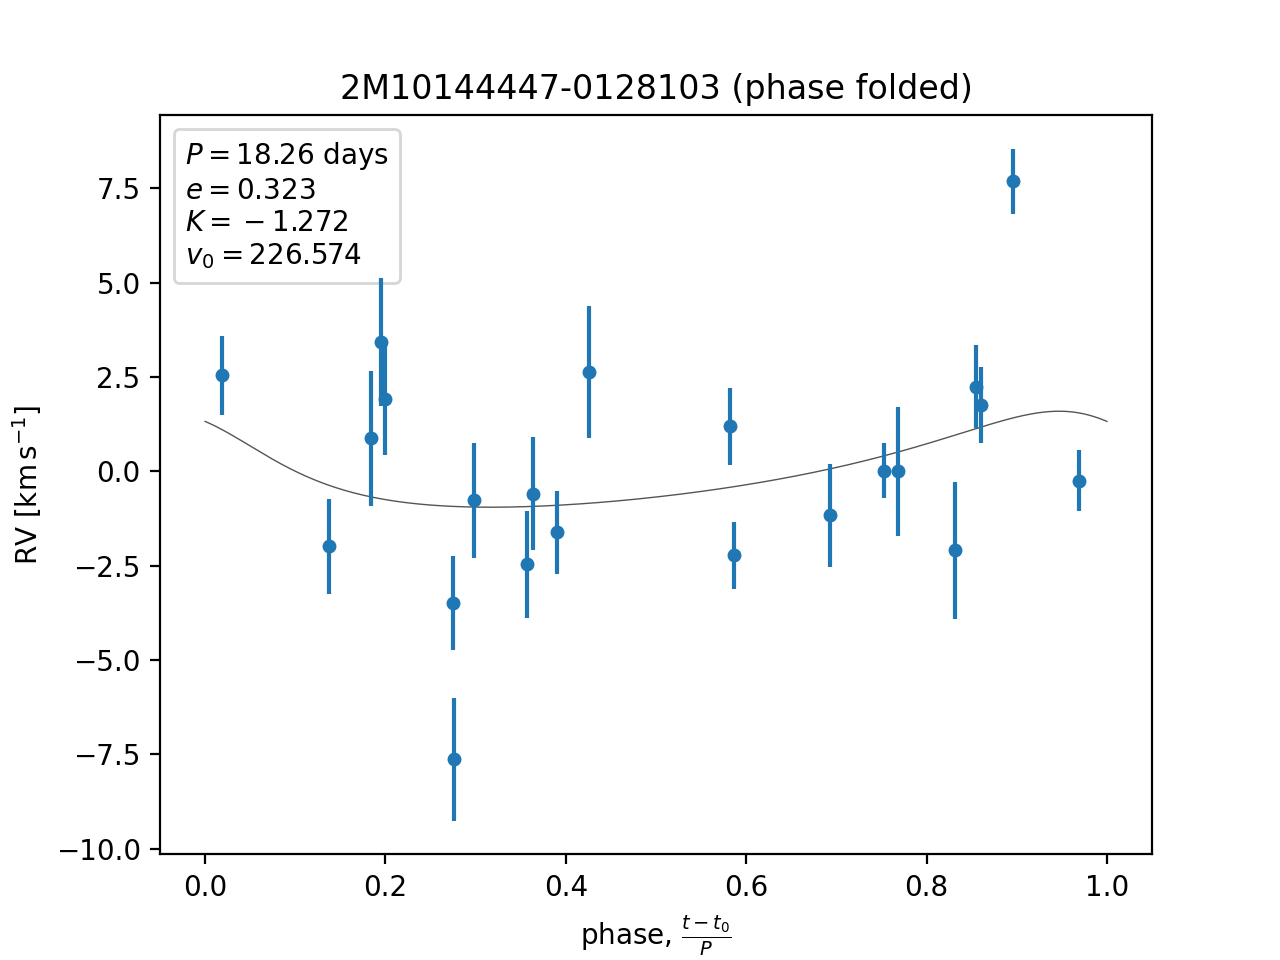 2M10144447-0128103 (phase folded)
P = 18.26 days
e = 0.323
K = −1.272
v₀ = 226.574
RV [km s⁻¹]
7.5
5.0
2.5
0.0
−2.5
−5.0
−7.5
−10.0
0.0 0.2 0.4 0.6 0.8 1.0
phase, (t − t₀)/P